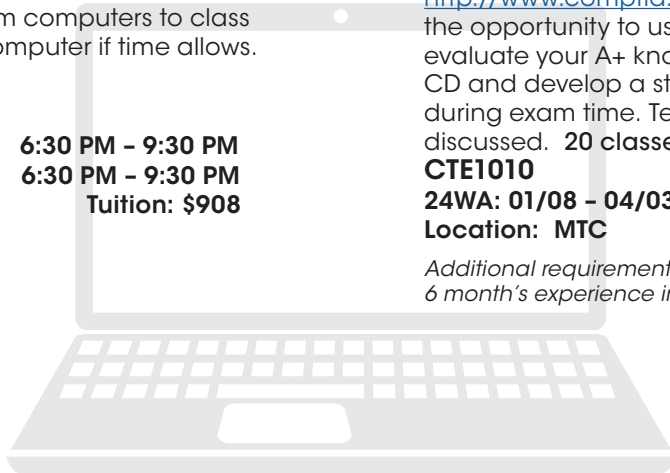 m computers to class
omputer if time allows.
6:30 PM – 9:30 PM
6:30 PM – 9:30 PM
Tuition: $908
the opportunity to us
evaluate your A+ kno
CD and develop a st
during exam time. Te
discussed. 20 classe
CTE1010
24WA: 01/08 – 04/03
Location: MTC
Additional requirement
6 month's experience i